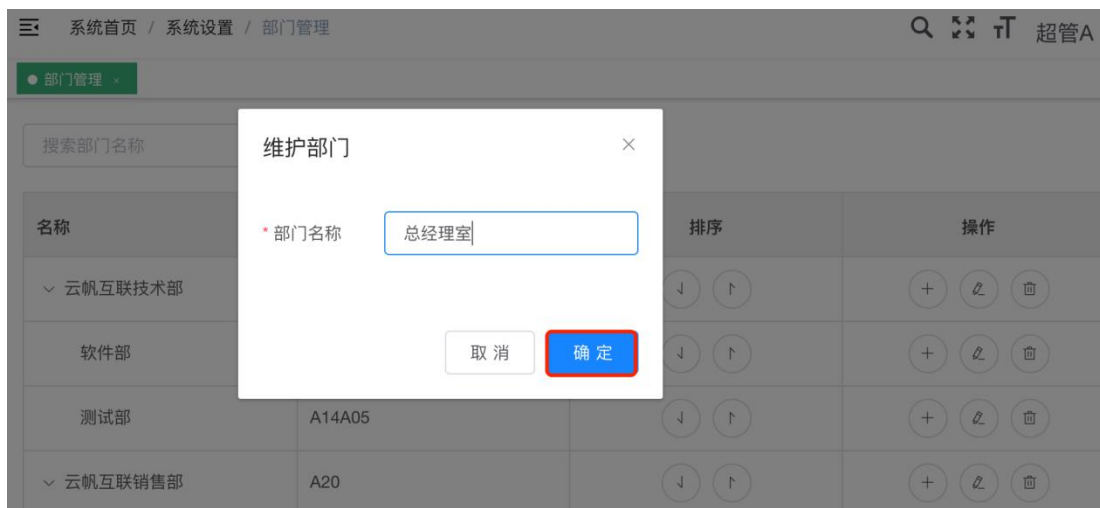 系统首页 / 系统设置 / 部门管理
тT 超管A
部门管理 ×
搜索部门名称
维护部门
* 部门名称 总经理室
取 消 确 定
名称 排序 操作
云帆互联技术部
软件部
测试部 A14A05
云帆互联销售部 A20